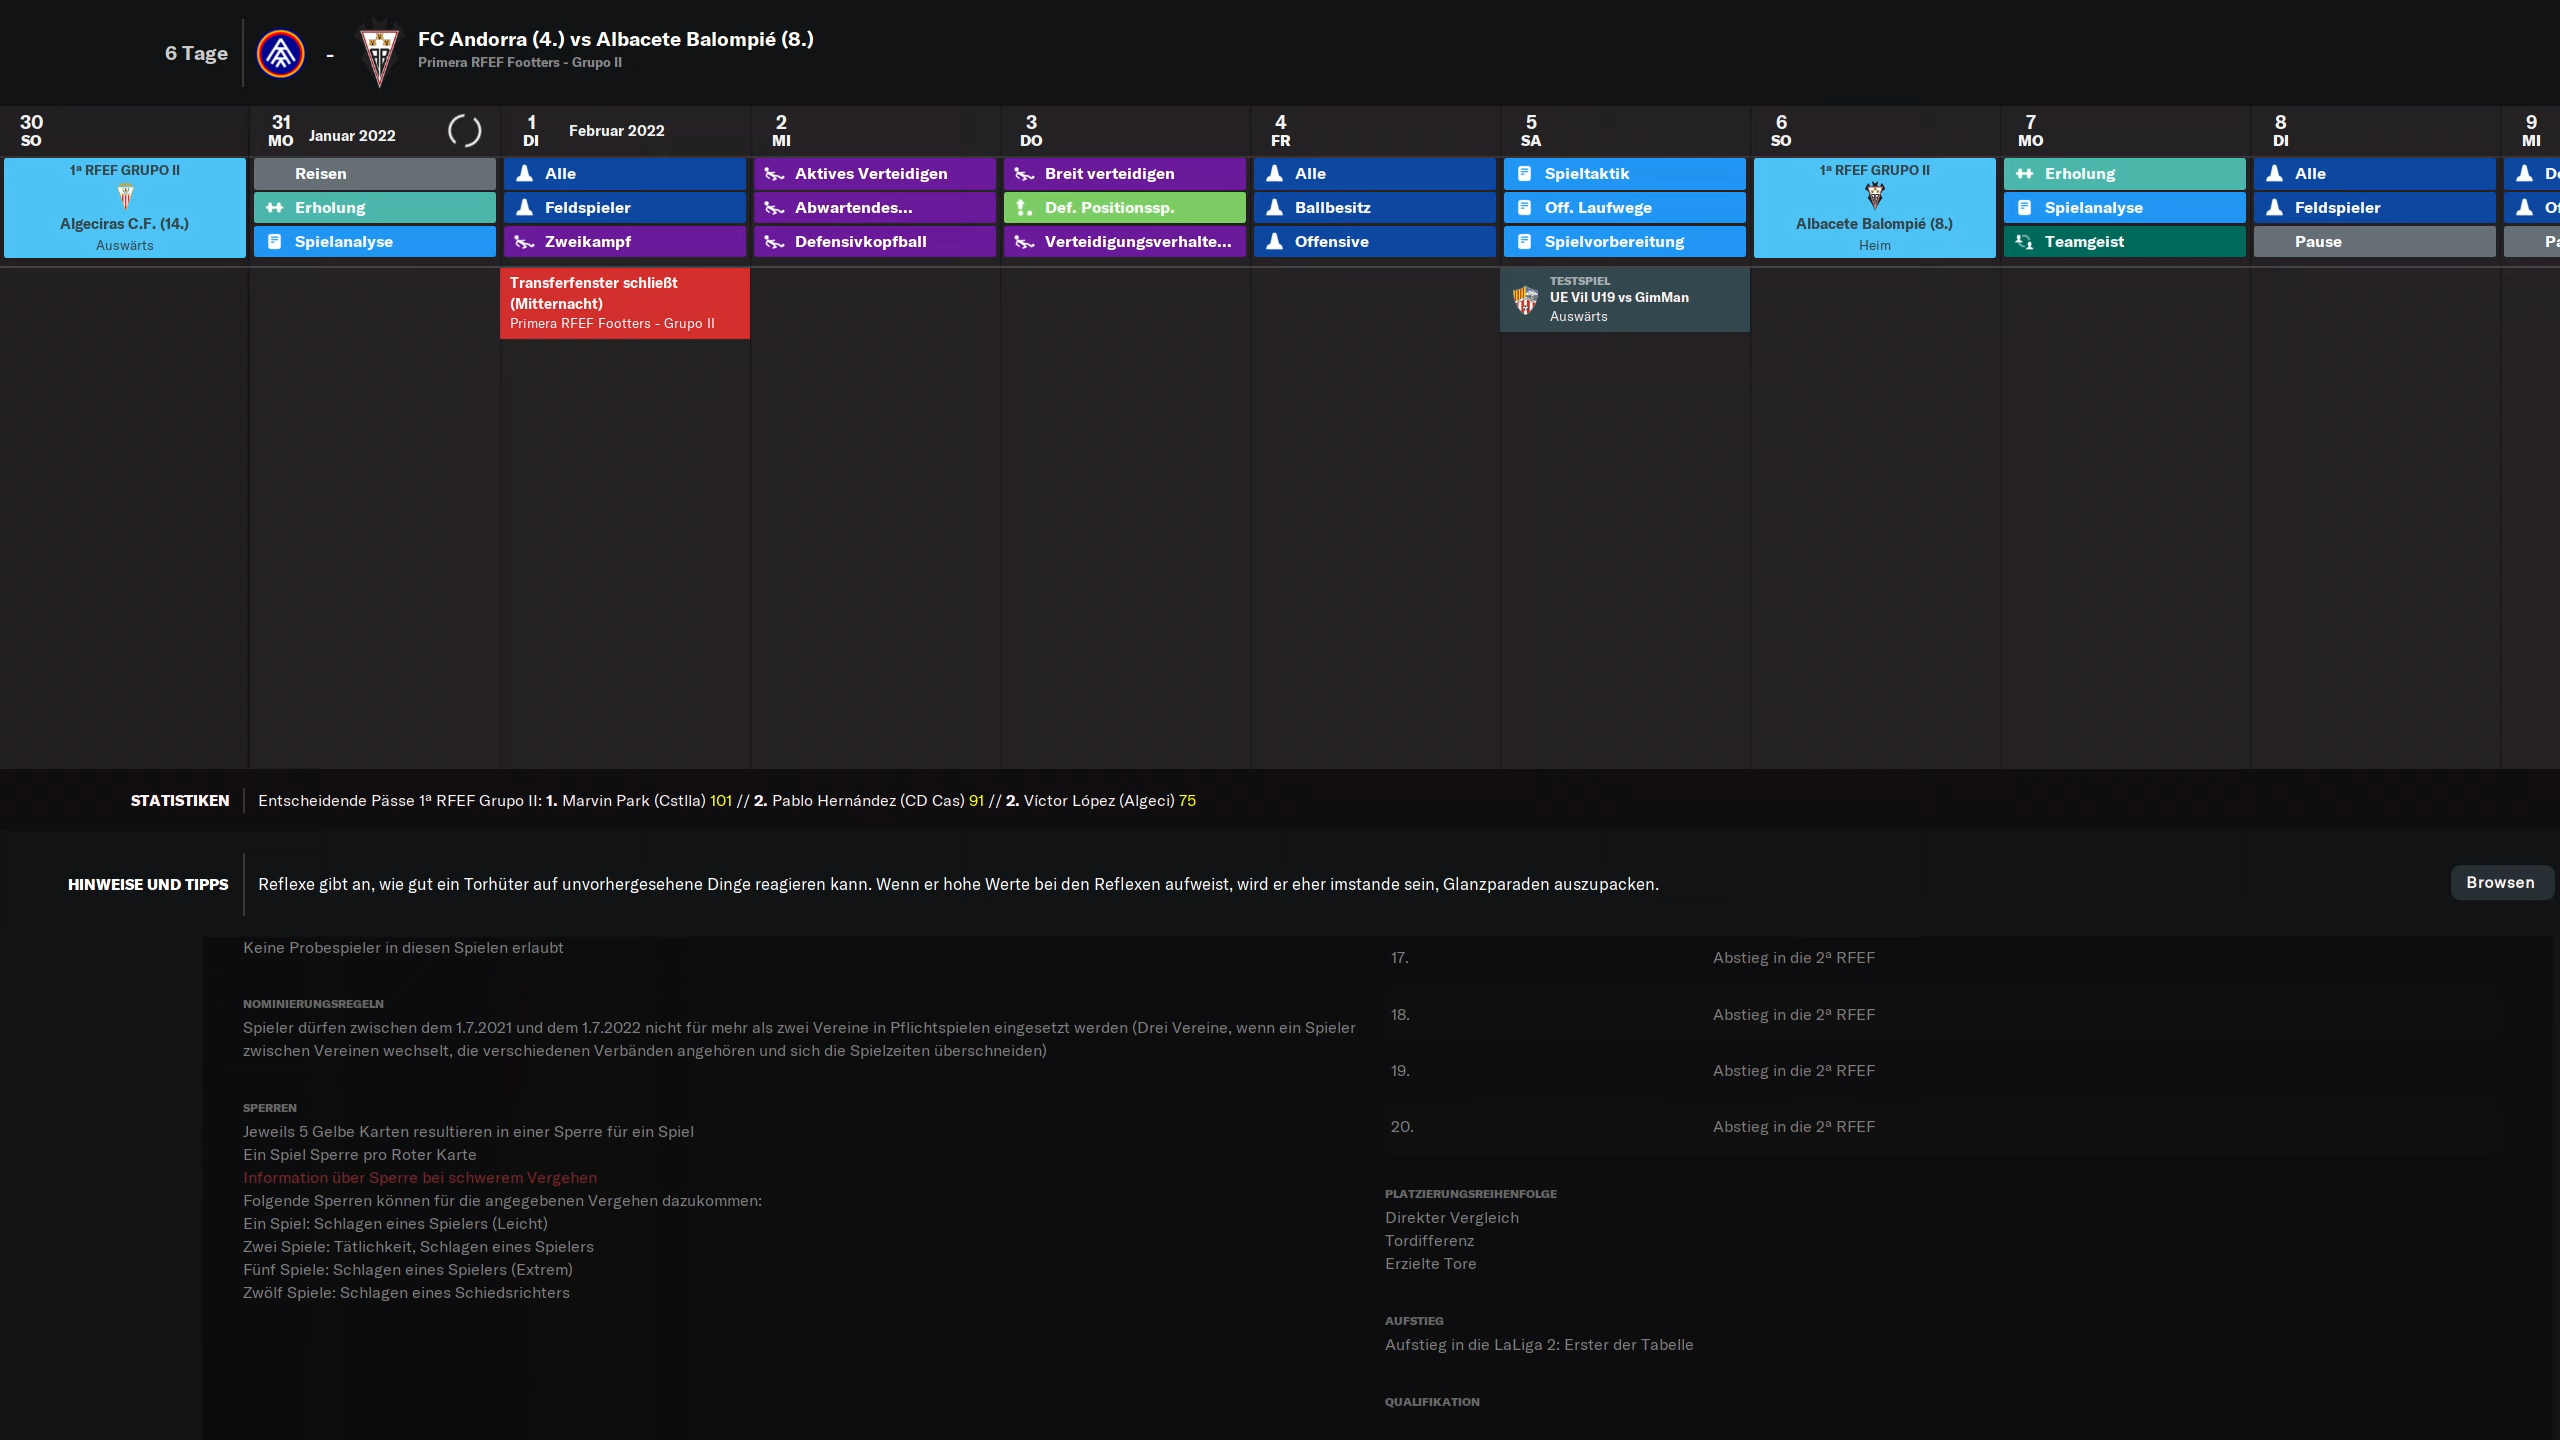 6 Tage
FC Andorra (4.) vs Albacete Balompié (8.)
Primera RFEF Footters - Grupo II
30 SO
31 MO Januar 2022
1 DI Februar 2022
2 MI
3 DO
4 FR
5 SA
6 SO
7 MO
8 DI
9 MI
1ª RFEF GRUPO II
Algeciras C.F. (14.)
Auswärts
Reisen
Erholung
Spielanalyse
Alle
Feldspieler
Zweikampf
Aktives Verteidigen
Abwartendes...
Defensivkopfball
Breit verteidigen
Def. Positionssp.
Verteidigungsverhalte...
Alle
Ballbesitz
Offensive
Spieltaktik
Off. Laufwege
Spielvorbereitung
1ª RFEF GRUPO II
Albacete Balompié (8.)
Heim
Erholung
Spielanalyse
Teamgeist
Alle
Feldspieler
Pause
Transferfenster schließt
(Mitternacht)
Primera RFEF Footters - Grupo II
TESTSPIEL
UE Vil U19 vs GimMan
Auswärts
STATISTIKEN
Entscheidende Pässe 1ª RFEF Grupo II: 1. Marvin Park (Cstlla) 101 // 2. Pablo Hernández (CD Cas) 91 // 2. Víctor López (Algeci) 75
HINWEISE UND TIPPS
Reflexe gibt an, wie gut ein Torhüter auf unvorhergesehene Dinge reagieren kann. Wenn er hohe Werte bei den Reflexen aufweist, wird er eher imstande sein, Glanzparaden auszupacken.
Browsen
Keine Probespieler in diesen Spielen erlaubt
NOMINIERUNGSREGELN
Spieler dürfen zwischen dem 1.7.2021 und dem 1.7.2022 nicht für mehr als zwei Vereine in Pflichtspielen eingesetzt werden (Drei Vereine, wenn ein Spieler
zwischen Vereinen wechselt, die verschiedenen Verbänden angehören und sich die Spielzeiten überschneiden)
SPERREN
Jeweils 5 Gelbe Karten resultieren in einer Sperre für ein Spiel
Ein Spiel Sperre pro Roter Karte
Information über Sperre bei schwerem Vergehen
Folgende Sperren können für die angegebenen Vergehen dazukommen:
Ein Spiel: Schlagen eines Spielers (Leicht)
Zwei Spiele: Tätlichkeit, Schlagen eines Spielers
Fünf Spiele: Schlagen eines Spielers (Extrem)
Zwölf Spiele: Schlagen eines Schiedsrichters
17. Abstieg in die 2ª RFEF
18. Abstieg in die 2ª RFEF
19. Abstieg in die 2ª RFEF
20. Abstieg in die 2ª RFEF
PLATZIERUNGSREIHENFOLGE
Direkter Vergleich
Tordifferenz
Erzielte Tore
AUFSTIEG
Aufstieg in die LaLiga 2: Erster der Tabelle
QUALIFIKATION